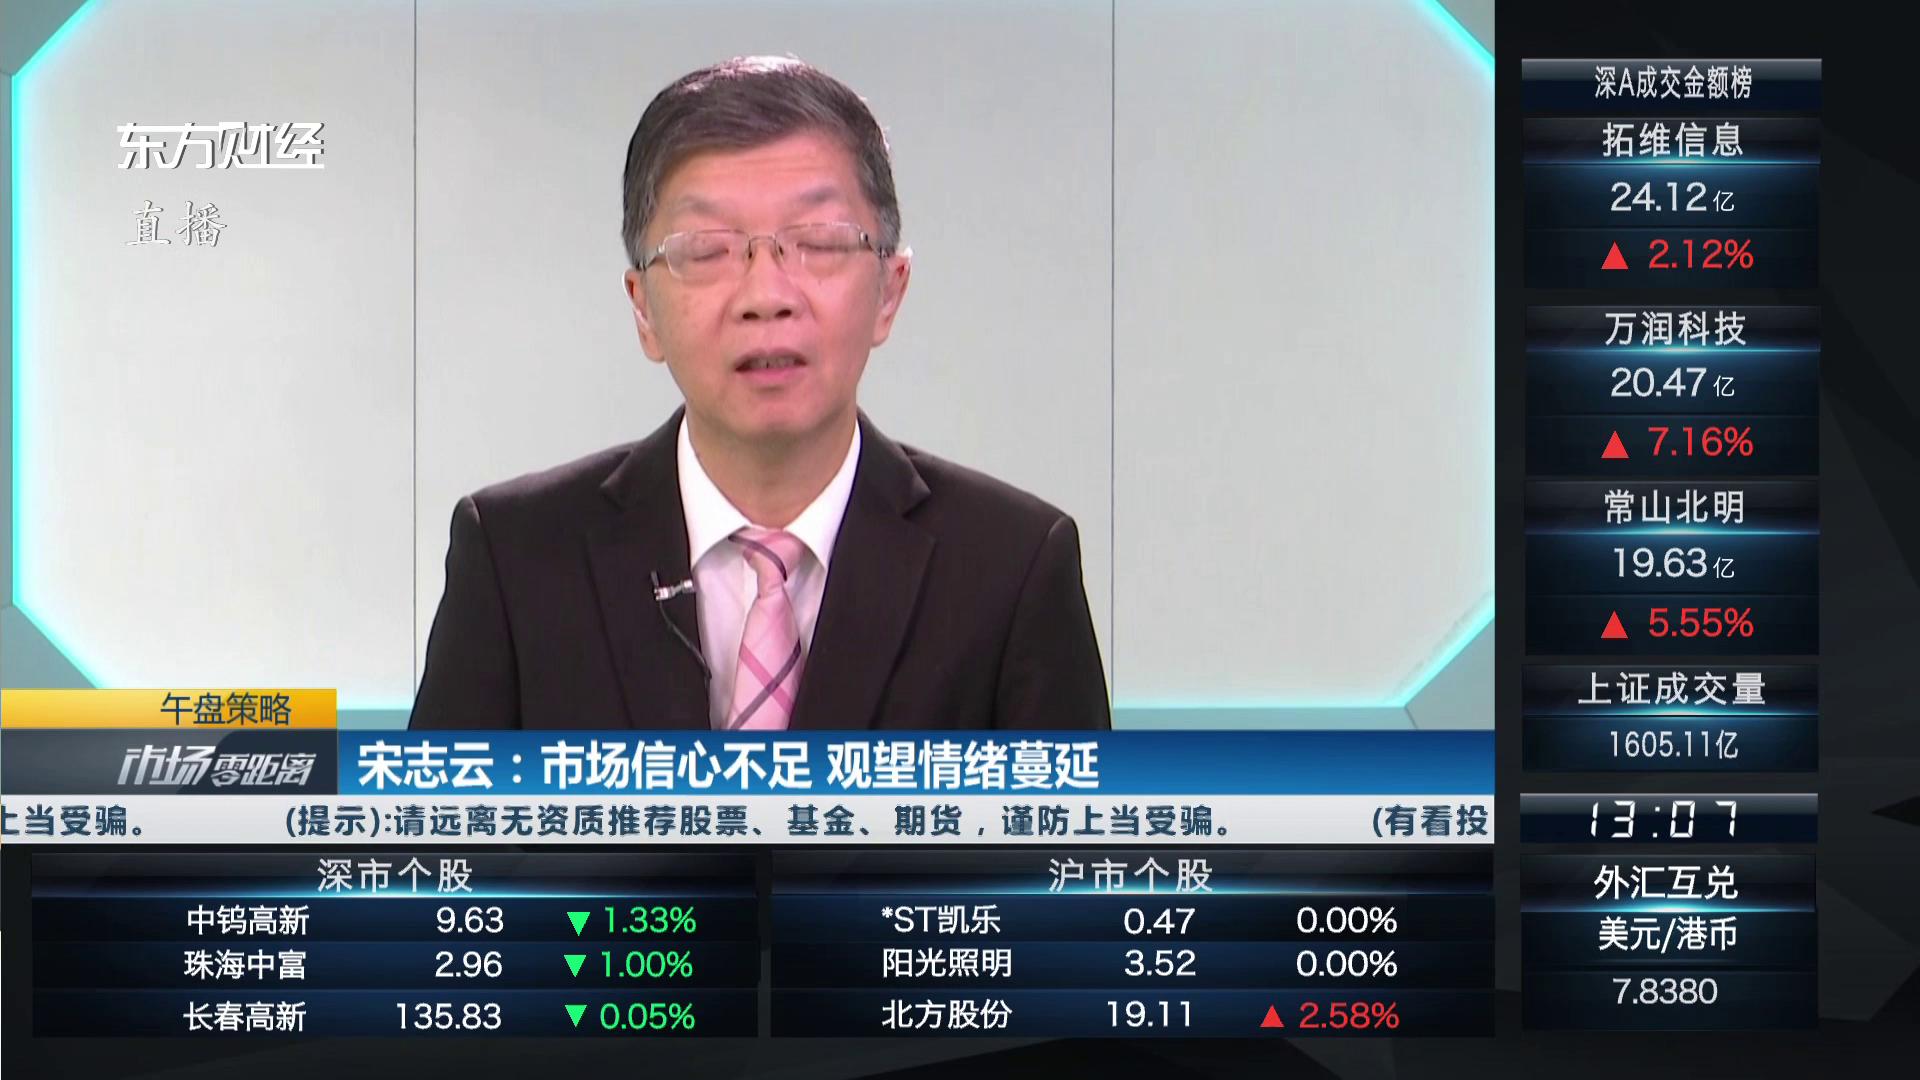 东方财经
直播
午盘策略
市场零距离
宋志云：市场信心不足 观望情绪蔓延
上当受骗。 (提示):请远离无资质推荐股票、基金、期货，谨防上当受骗。 (有看投
深市个股
中钨高新 9.63 ▼ 1.33%
珠海中富 2.96 ▼ 1.00%
长春高新 135.83 ▼ 0.05%
沪市个股
*ST凯乐 0.47 0.00%
阳光照明 3.52 0.00%
北方股份 19.11 ▲ 2.58%
深A成交金额榜
拓维信息
24.12亿
▲ 2.12%
万润科技
20.47亿
▲ 7.16%
常山北明
19.63亿
▲ 5.55%
上证成交量
1605.11亿
13:07
外汇互兑
美元/港币
7.8380